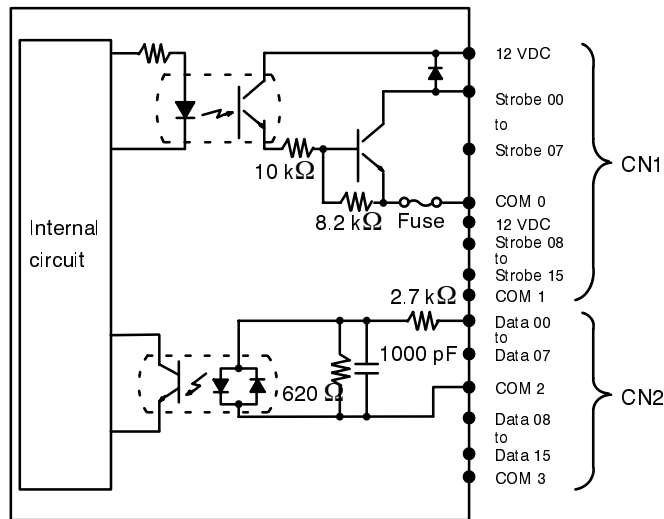 12 VDC
Strobe 00
to
Strobe 07
CN1
10 kΩ
8.2 kΩ
Fuse
COM 0
12 VDC
Strobe 08
to
Strobe 15
COM 1
Internal
circuit
2.7 kΩ
Data 00
to
Data 07
1000 pF
620 Ω
COM 2
CN2
Data 08
to
Data 15
COM 3